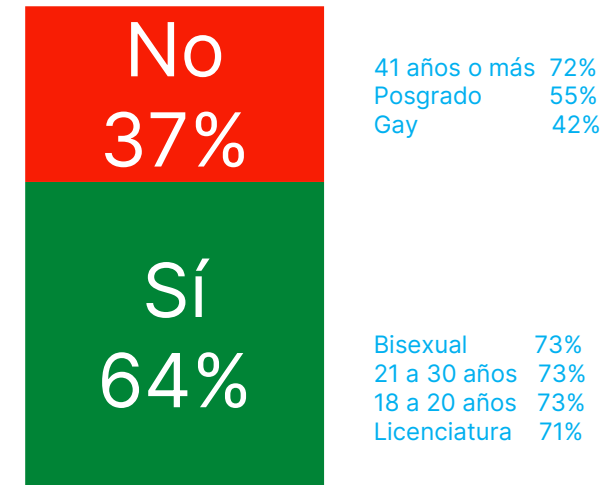 No
37%
41 años o más 72%
Posgrado 55%
Gay 42%
Sí
64%
Bisexual 73%
21 a 30 años 73%
18 a 20 años 73%
Licenciatura 71%